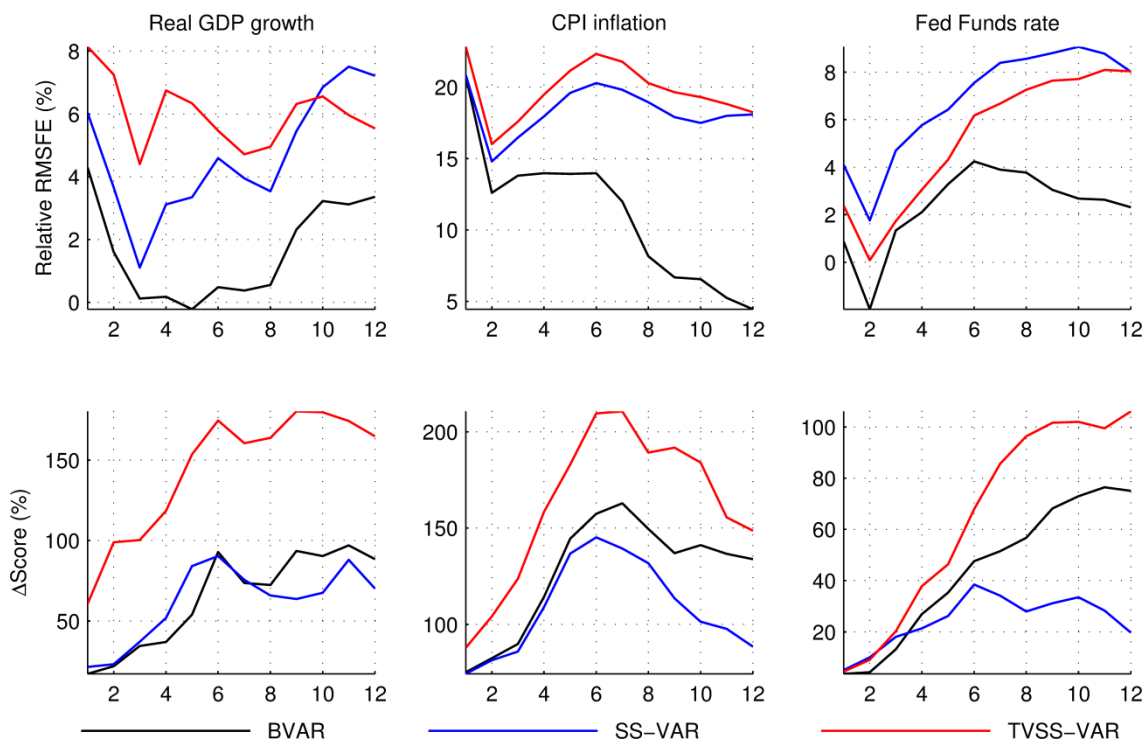 Real GDP growth
CPI inflation
Fed Funds rate
Relative RMSFE (%)
8
6
4
2
0
2 4 6 8 10 12
20
15
10
5
2 4 6 8 10 12
8
6
4
2
0
2 4 6 8 10 12
ΔScore (%)
150
100
50
2 4 6 8 10 12
200
150
100
2 4 6 8 10 12
100
80
60
40
20
2 4 6 8 10 12
BVAR
SS-VAR
TVSS-VAR